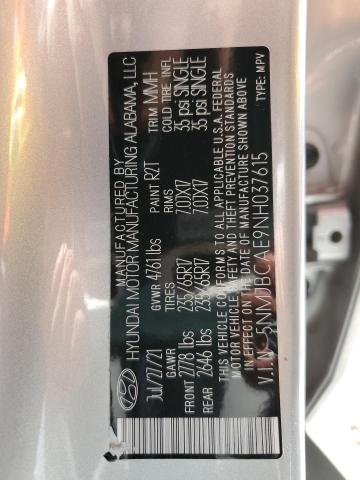 MANUFACTURED BY
HYUNDAI MOTOR MANUFACTURING ALABAMA, LLC
Jul/27/21 GVWR 4761 lbs PAINT R2T TRIM MMH
GAWR TIRES RIMS COLD TIRE INFL
FRONT 2778 lbs 235/65R17 7.0JX17 35 psi SINGLE
REAR 2646 lbs 235/65R17 7.0JX17 35 psi SINGLE
THIS VEHICLE CONFORMS TO ALL APPLICABLE U.S.A. FEDERAL
MOTOR VEHICLE SAFETY AND THEFT PREVENTION STANDARDS
IN EFFECT ON THE DATE OF MANUFACTURE SHOWN ABOVE
V.I.N: 5NMJBCAE9NH037615 TYPE: MPV